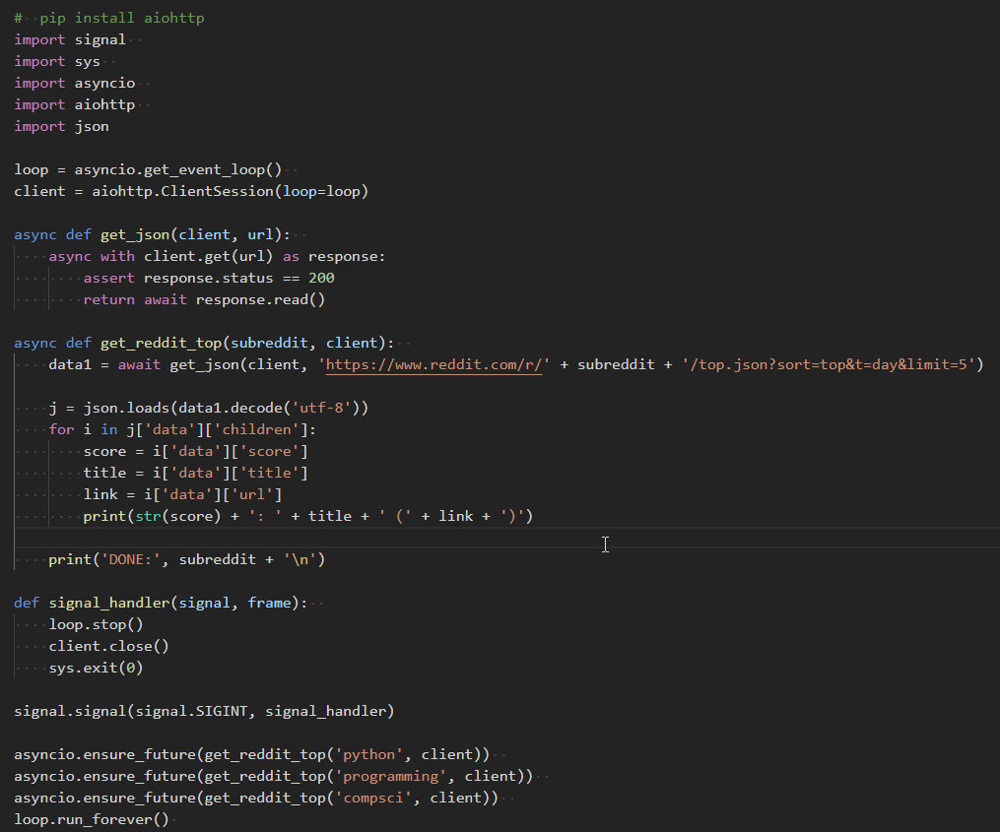 #  pip install aiohttp
import signal
import sys
import asyncio
import aiohttp
import json

loop = asyncio.get_event_loop()
client = aiohttp.ClientSession(loop=loop)

async def get_json(client, url):
    async with client.get(url) as response:
        assert response.status == 200
        return await response.read()

async def get_reddit_top(subreddit, client):
    data1 = await get_json(client, 'https://www.reddit.com/r/' + subreddit + '/top.json?sort=top&t=day&limit=5')

    j = json.loads(data1.decode('utf-8'))
    for i in j['data']['children']:
        score = i['data']['score']
        title = i['data']['title']
        link = i['data']['url']
        print(str(score) + ': ' + title + ' (' + link + ')')

    print('DONE:', subreddit + '\n')

def signal_handler(signal, frame):
    loop.stop()
    client.close()
    sys.exit(0)

signal.signal(signal.SIGINT, signal_handler)

asyncio.ensure_future(get_reddit_top('python', client))
asyncio.ensure_future(get_reddit_top('programming', client))
asyncio.ensure_future(get_reddit_top('compsci', client))
loop.run_forever()